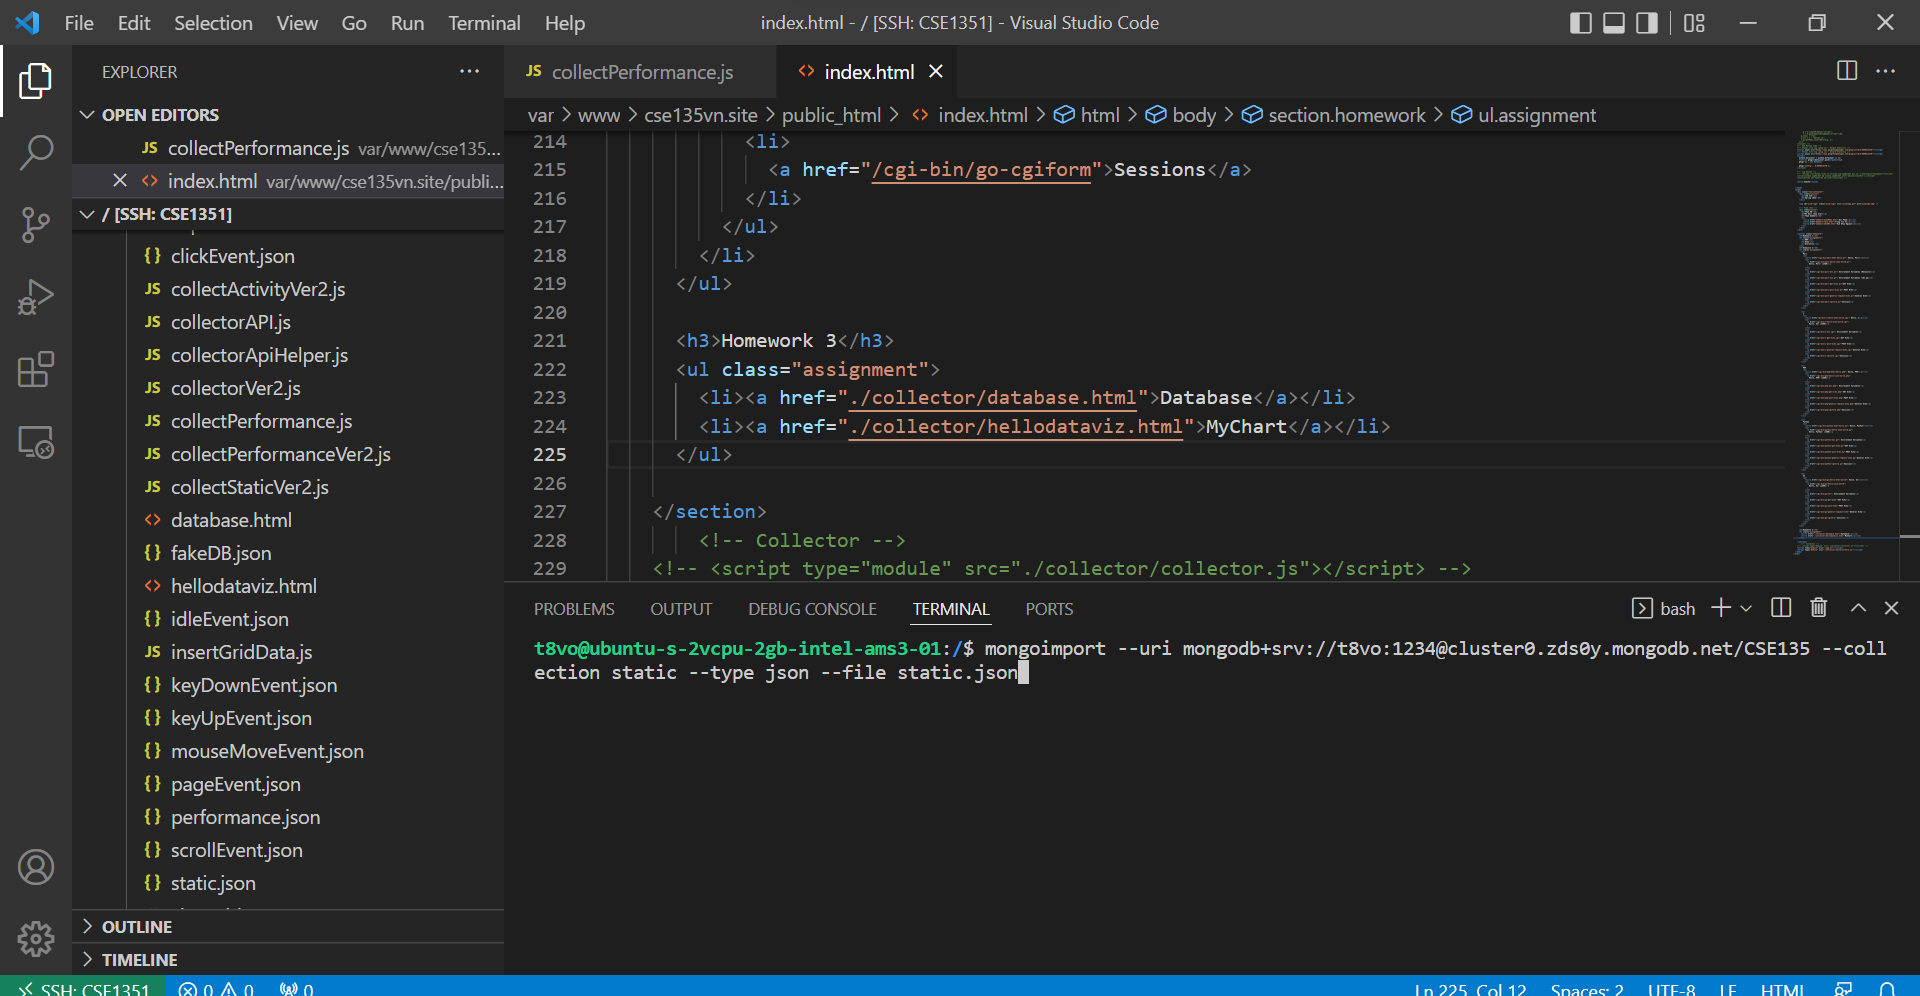 File Edit Selection View Go Run Terminal Help
index.html - / [SSH: CSE1351] - Visual Studio Code
EXPLORER
OPEN EDITORS
JS collectPerformance.js var/www/cse135...
index.html var/www/cse135vn.site/publi...
/ [SSH: CSE1351]
{} clickEvent.json
JS collectActivityVer2.js
JS collectorAPI.js
JS collectorApiHelper.js
JS collectorVer2.js
JS collectPerformance.js
JS collectPerformanceVer2.js
JS collectStaticVer2.js
<> database.html
{} fakeDB.json
<> hellodataviz.html
{} idleEvent.json
JS insertGridData.js
{} keyDownEvent.json
{} keyUpEvent.json
{} mouseMoveEvent.json
{} pageEvent.json
{} performance.json
{} scrollEvent.json
{} static.json
OUTLINE
TIMELINE
JS collectPerformance.js
<> index.html
var > www > cse135vn.site > public_html > <> index.html > html > body > section.homework > ul.assignment
214 <li>
215 <a href="/cgi-bin/go-cgiform">Sessions</a>
216 </li>
217 </ul>
218 </li>
219 </ul>
220
221 <h3>Homework 3</h3>
222 <ul class="assignment">
223 <li><a href="./collector/database.html">Database</a></li>
224 <li><a href="./collector/hellodataviz.html">MyChart</a></li>
225 </ul>
226
227 </section>
228 <!-- Collector -->
229 <!-- <script type="module" src="./collector/collector.js"></script> -->
PROBLEMS OUTPUT DEBUG CONSOLE TERMINAL PORTS
bash
t8vo@ubuntu-s-2vcpu-2gb-intel-ams3-01:/$ mongoimport --uri mongodb+srv://t8vo:1234@cluster0.zds0y.mongodb.net/CSE135 --coll
ection static --type json --file static.json
SSH: CSE1351 0 0 0
Ln 225, Col 12 Spaces: 2 UTF-8 LF HTML